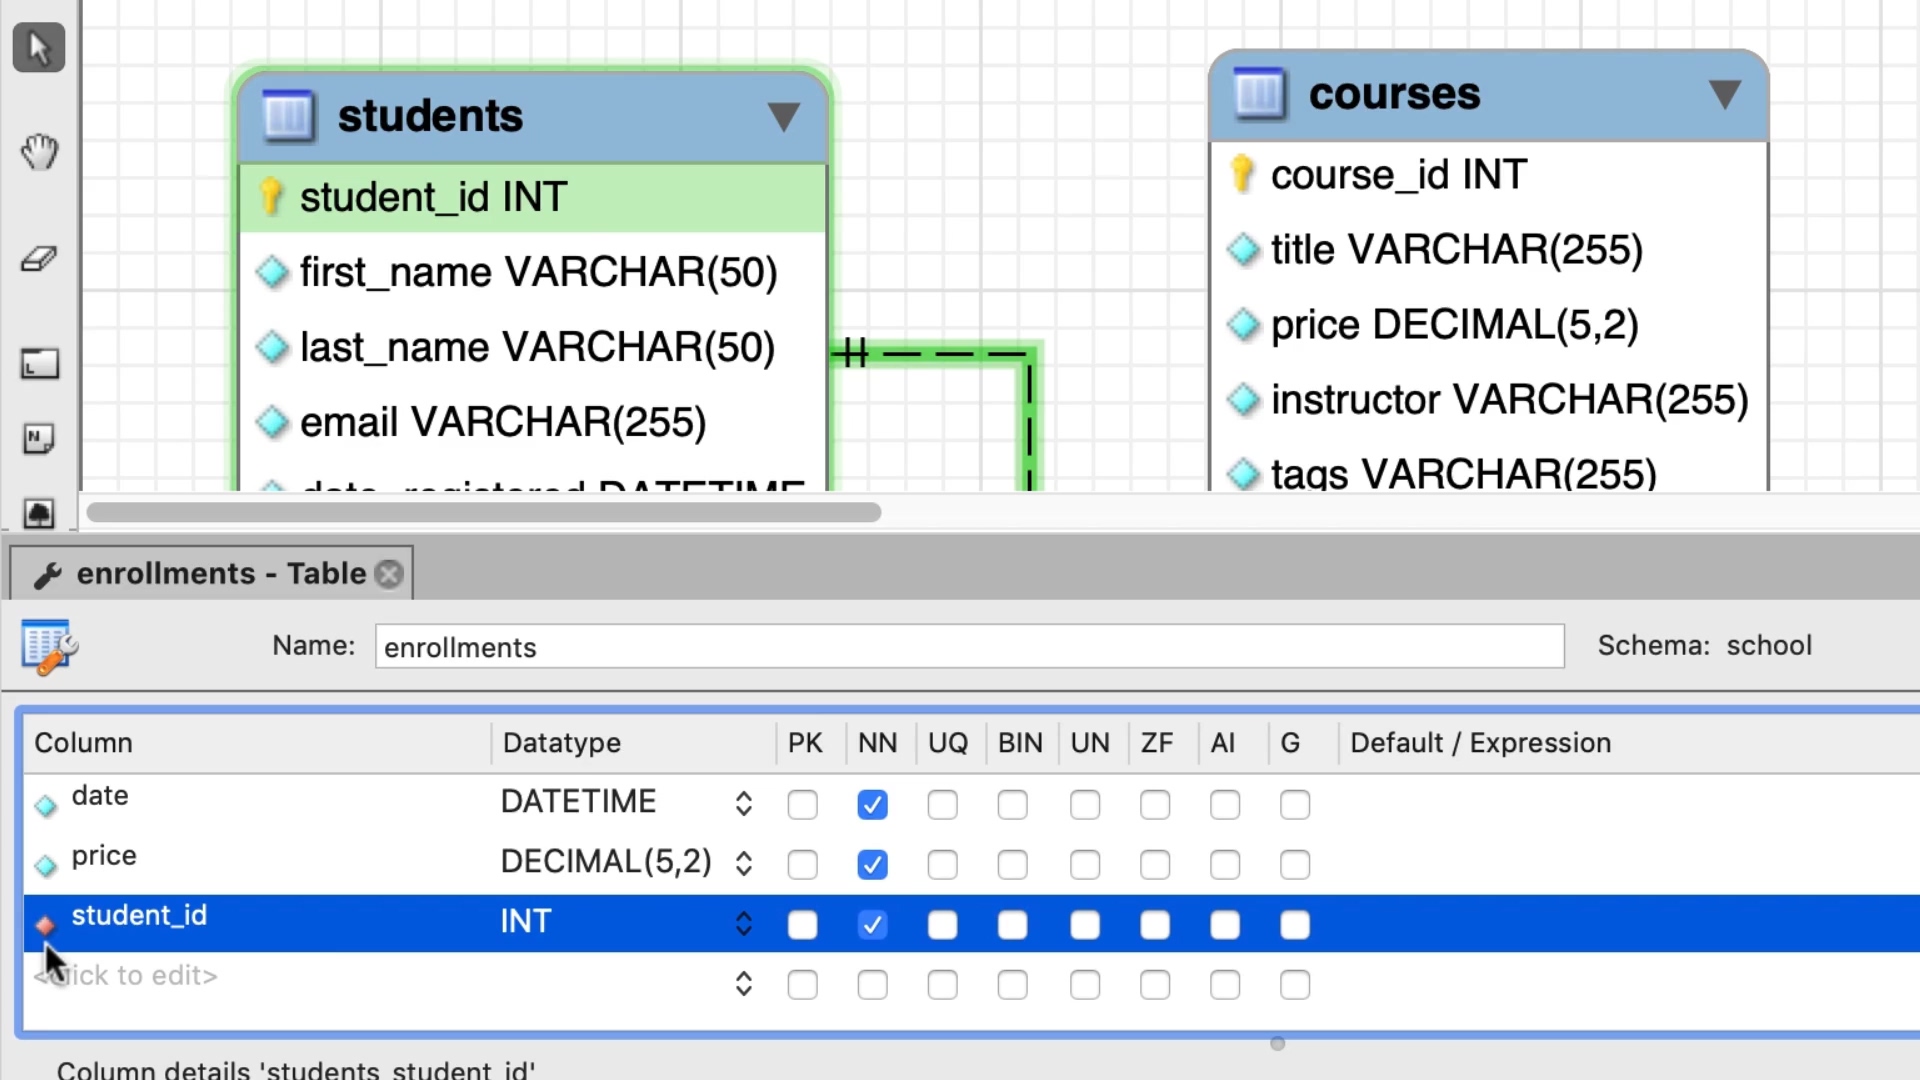 students
student_id INT
first_name VARCHAR(50)
last_name VARCHAR(50)
email VARCHAR(255)
date_registered DATETIME
courses
course_id INT
title VARCHAR(255)
price DECIMAL(5,2)
instructor VARCHAR(255)
tags VARCHAR(255)
enrollments - Table
Name: enrollments Schema: school
Column Datatype PK NN UQ BIN UN ZF AI G Default / Expression
date DATETIME
price DECIMAL(5,2)
student_id INT
<click to edit>
Column details 'students_student_id'